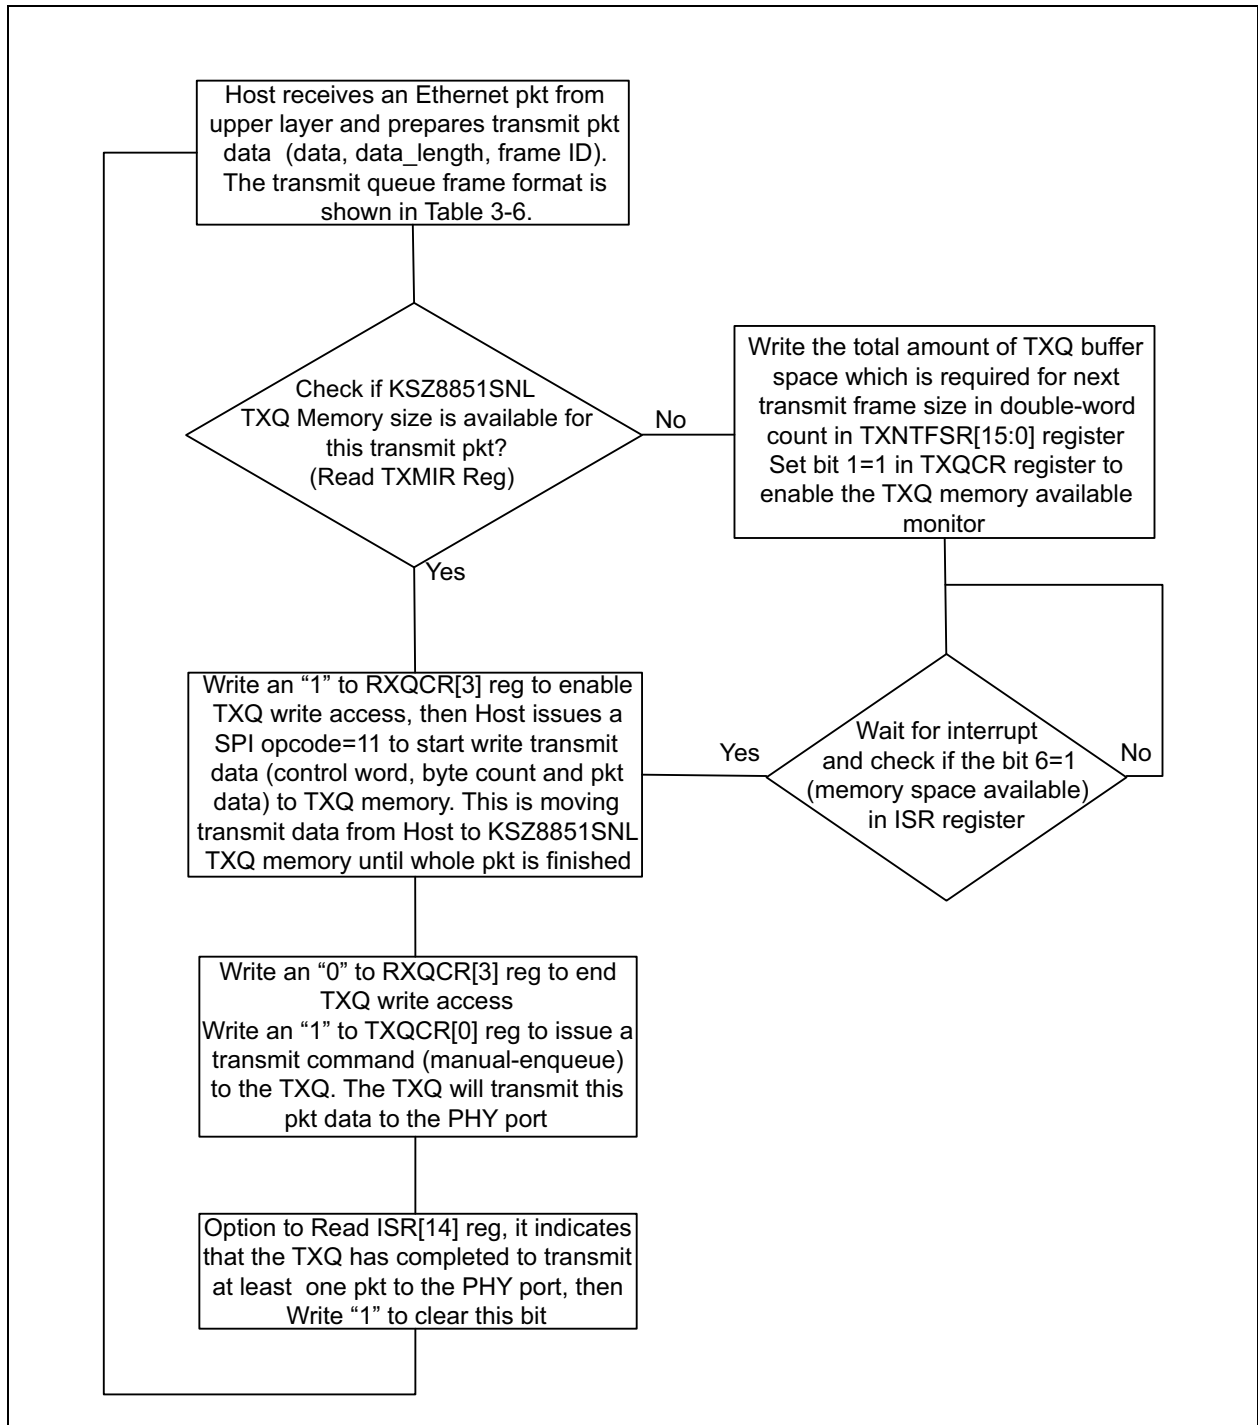 Host receives an Ethernet pkt from
upper layer and prepares transmit pkt
data (data, data_length, frame ID).
The transmit queue frame format is
shown in Table 3-6.
Check if KSZ8851SNL
TXQ Memory size is available for
this transmit pkt?
(Read TXMIR Reg)
No
Write the total amount of TXQ buffer
space which is required for next
transmit frame size in double-word
count in TXNTFSR[15:0] register
Set bit 1=1 in TXQCR register to
enable the TXQ memory available
monitor
Yes
Write an “1” to RXQCR[3] reg to enable
TXQ write access, then Host issues a
SPI opcode=11 to start write transmit
data (control word, byte count and pkt
data) to TXQ memory. This is moving
transmit data from Host to KSZ8851SNL
TXQ memory until whole pkt is finished
Yes
Wait for interrupt
and check if the bit 6=1
(memory space available)
in ISR register
No
Write an “0” to RXQCR[3] reg to end
TXQ write access
Write an “1” to TXQCR[0] reg to issue a
transmit command (manual-enqueue)
to the TXQ. The TXQ will transmit this
pkt data to the PHY port
Option to Read ISR[14] reg, it indicates
that the TXQ has completed to transmit
at least one pkt to the PHY port, then
Write “1” to clear this bit